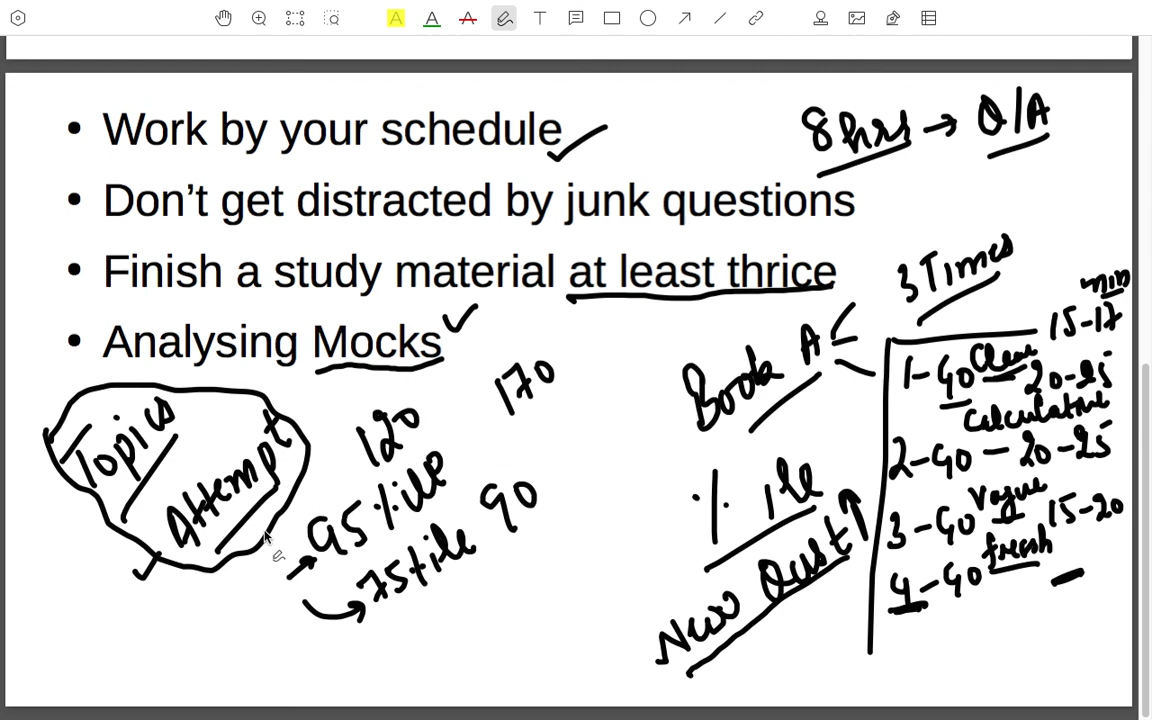 • Work by your schedule
8hrs → Q/A
• Don’t get distracted by junk questions
• Finish a study material at least thrice
3 Times
• Analysing Mocks
min
15-17
Book A
1-40 Clear 20-25
Calculative
2-40 - 20-25
Vague
3-40 15-20
fresh
4-40
170
120
Topics
Attempt
95%ile
90
75%ile
% ile
New Quest ↑